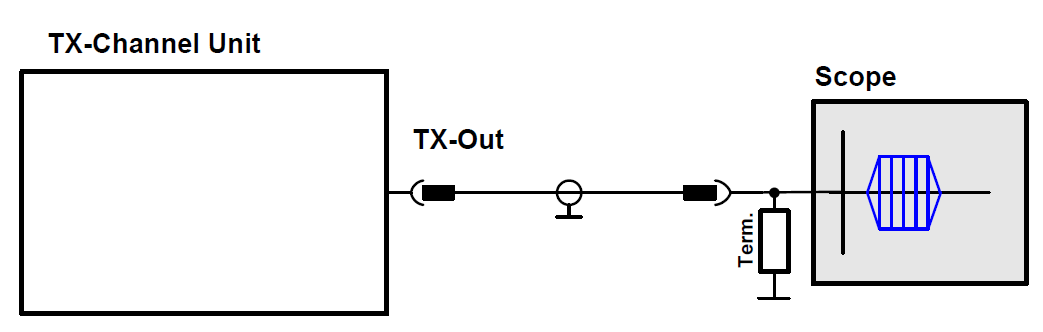 TX-Channel Unit
Scope
TX-Out
Term.